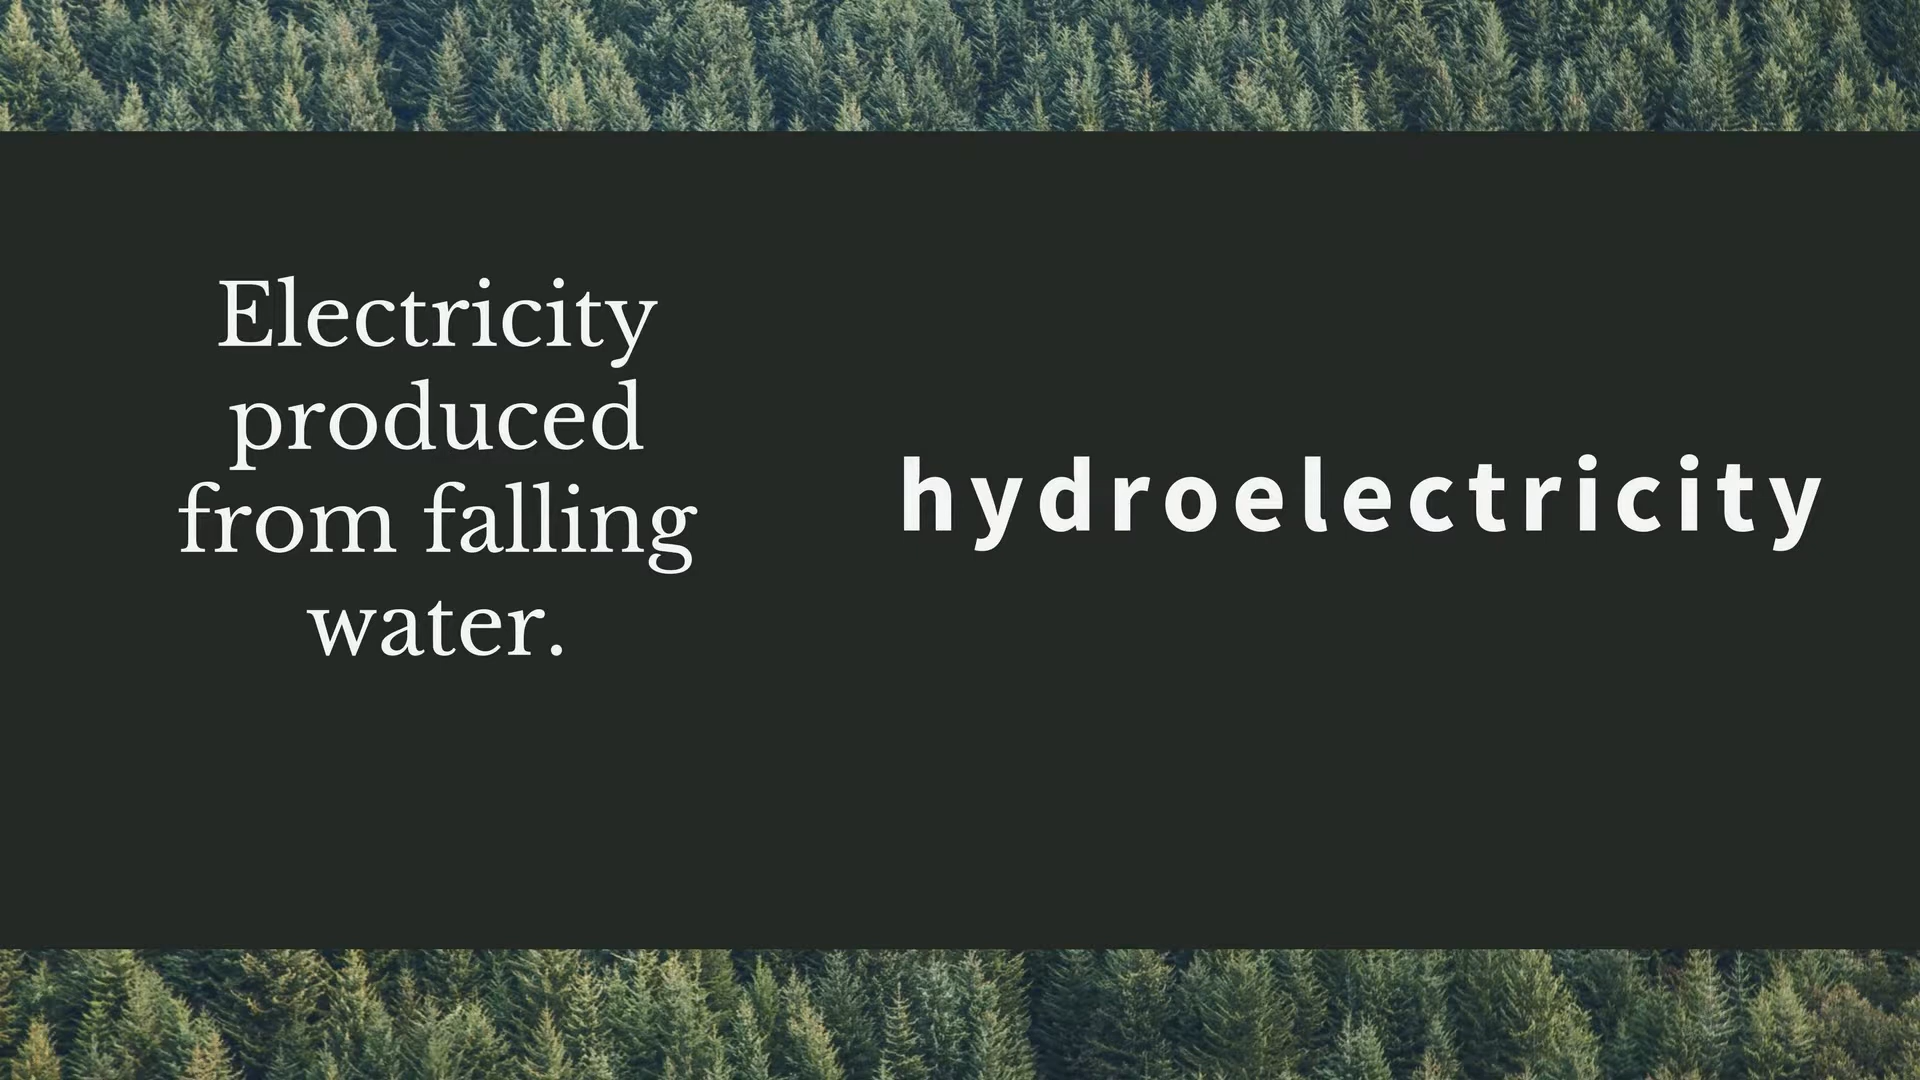 Electricity
produced
from falling
water.
hydroelectricity